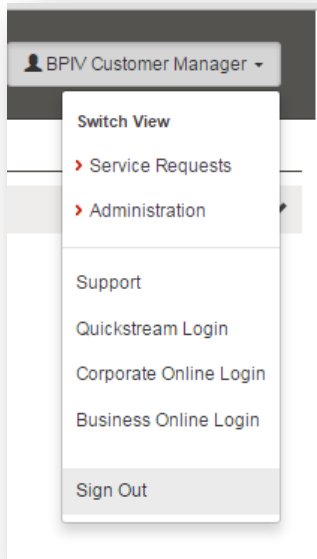 BPIV Customer Manager
Switch View
Service Requests
Administration
Support
Quickstream Login
Corporate Online Login
Business Online Login
Sign Out